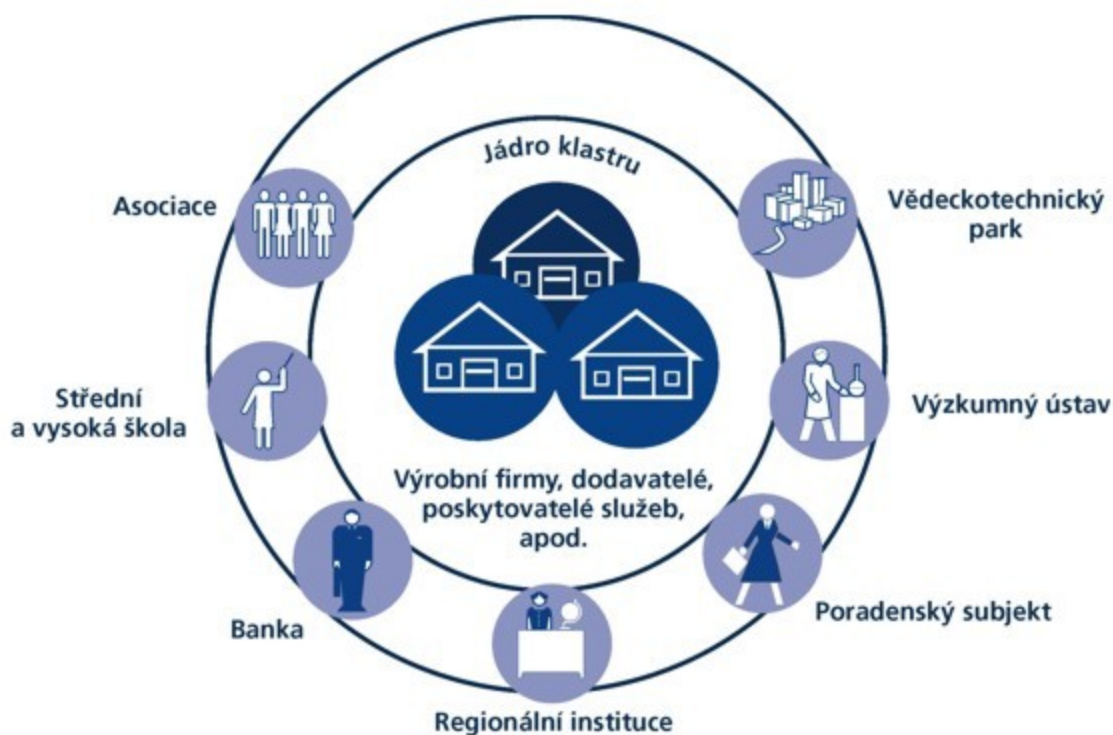 Jádro klastru
Asociace
Vědeckotechnický
park
Střední
a vysoká škola
Výzkumný ústav
Výrobní firmy, dodavatelé,
poskytovatelé služeb,
apod.
Banka
Poradenský subjekt
Regionální instituce